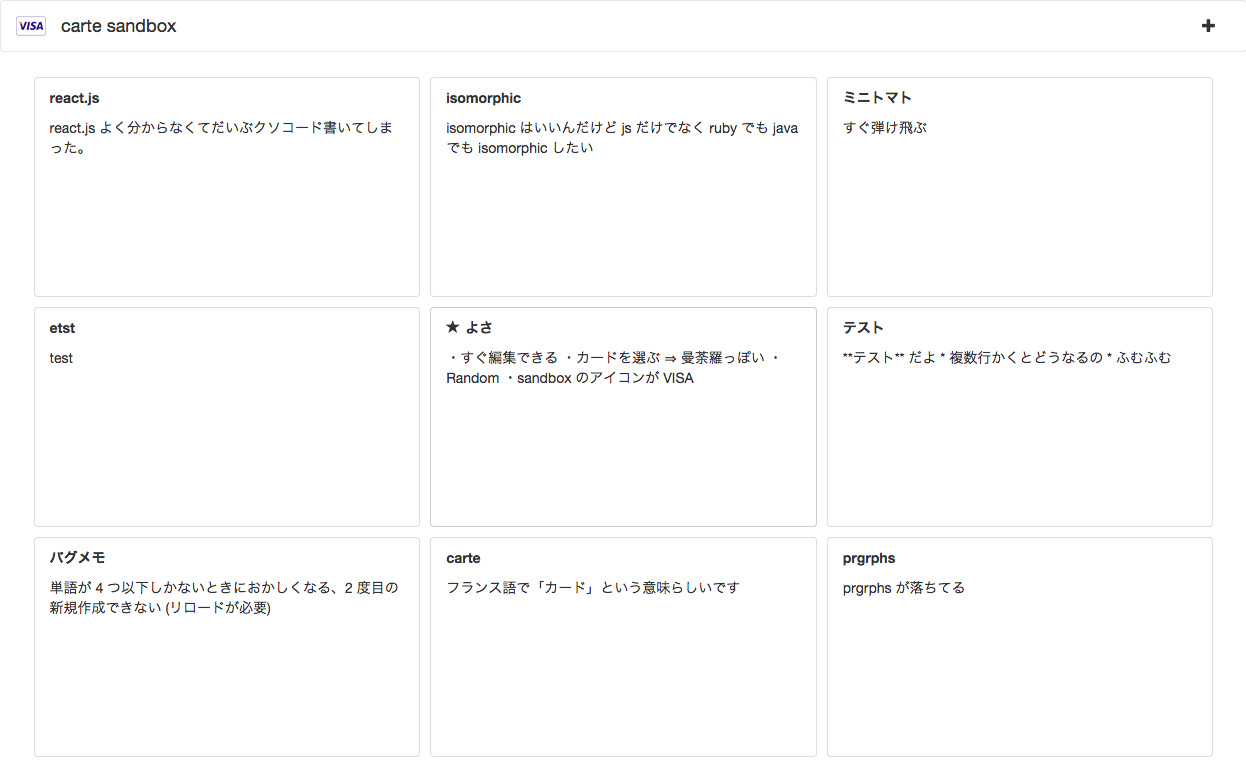 VISA carte sandbox
react.js
react.js よく分からなくてだいぶクソコード書いてしま
った。
isomorphic
isomorphic はいいんだけど js だけでなく ruby でも java
でも isomorphic したい
ミニトマト
すぐ弾け飛ぶ
etst
test
★ よさ
・すぐ編集できる ・カードを選ぶ ⇒ 曼荼羅っぽい ・
Random ・sandbox のアイコンが VISA
テスト
**テスト** だよ * 複数行かくとどうなるの * ふむふむ
バグメモ
単語が 4 つ以下しかないときにおかしくなる、2 度目の
新規作成できない (リロードが必要)
carte
フランス語で「カード」という意味らしいです
prgrphs
prgrphs が落ちてる